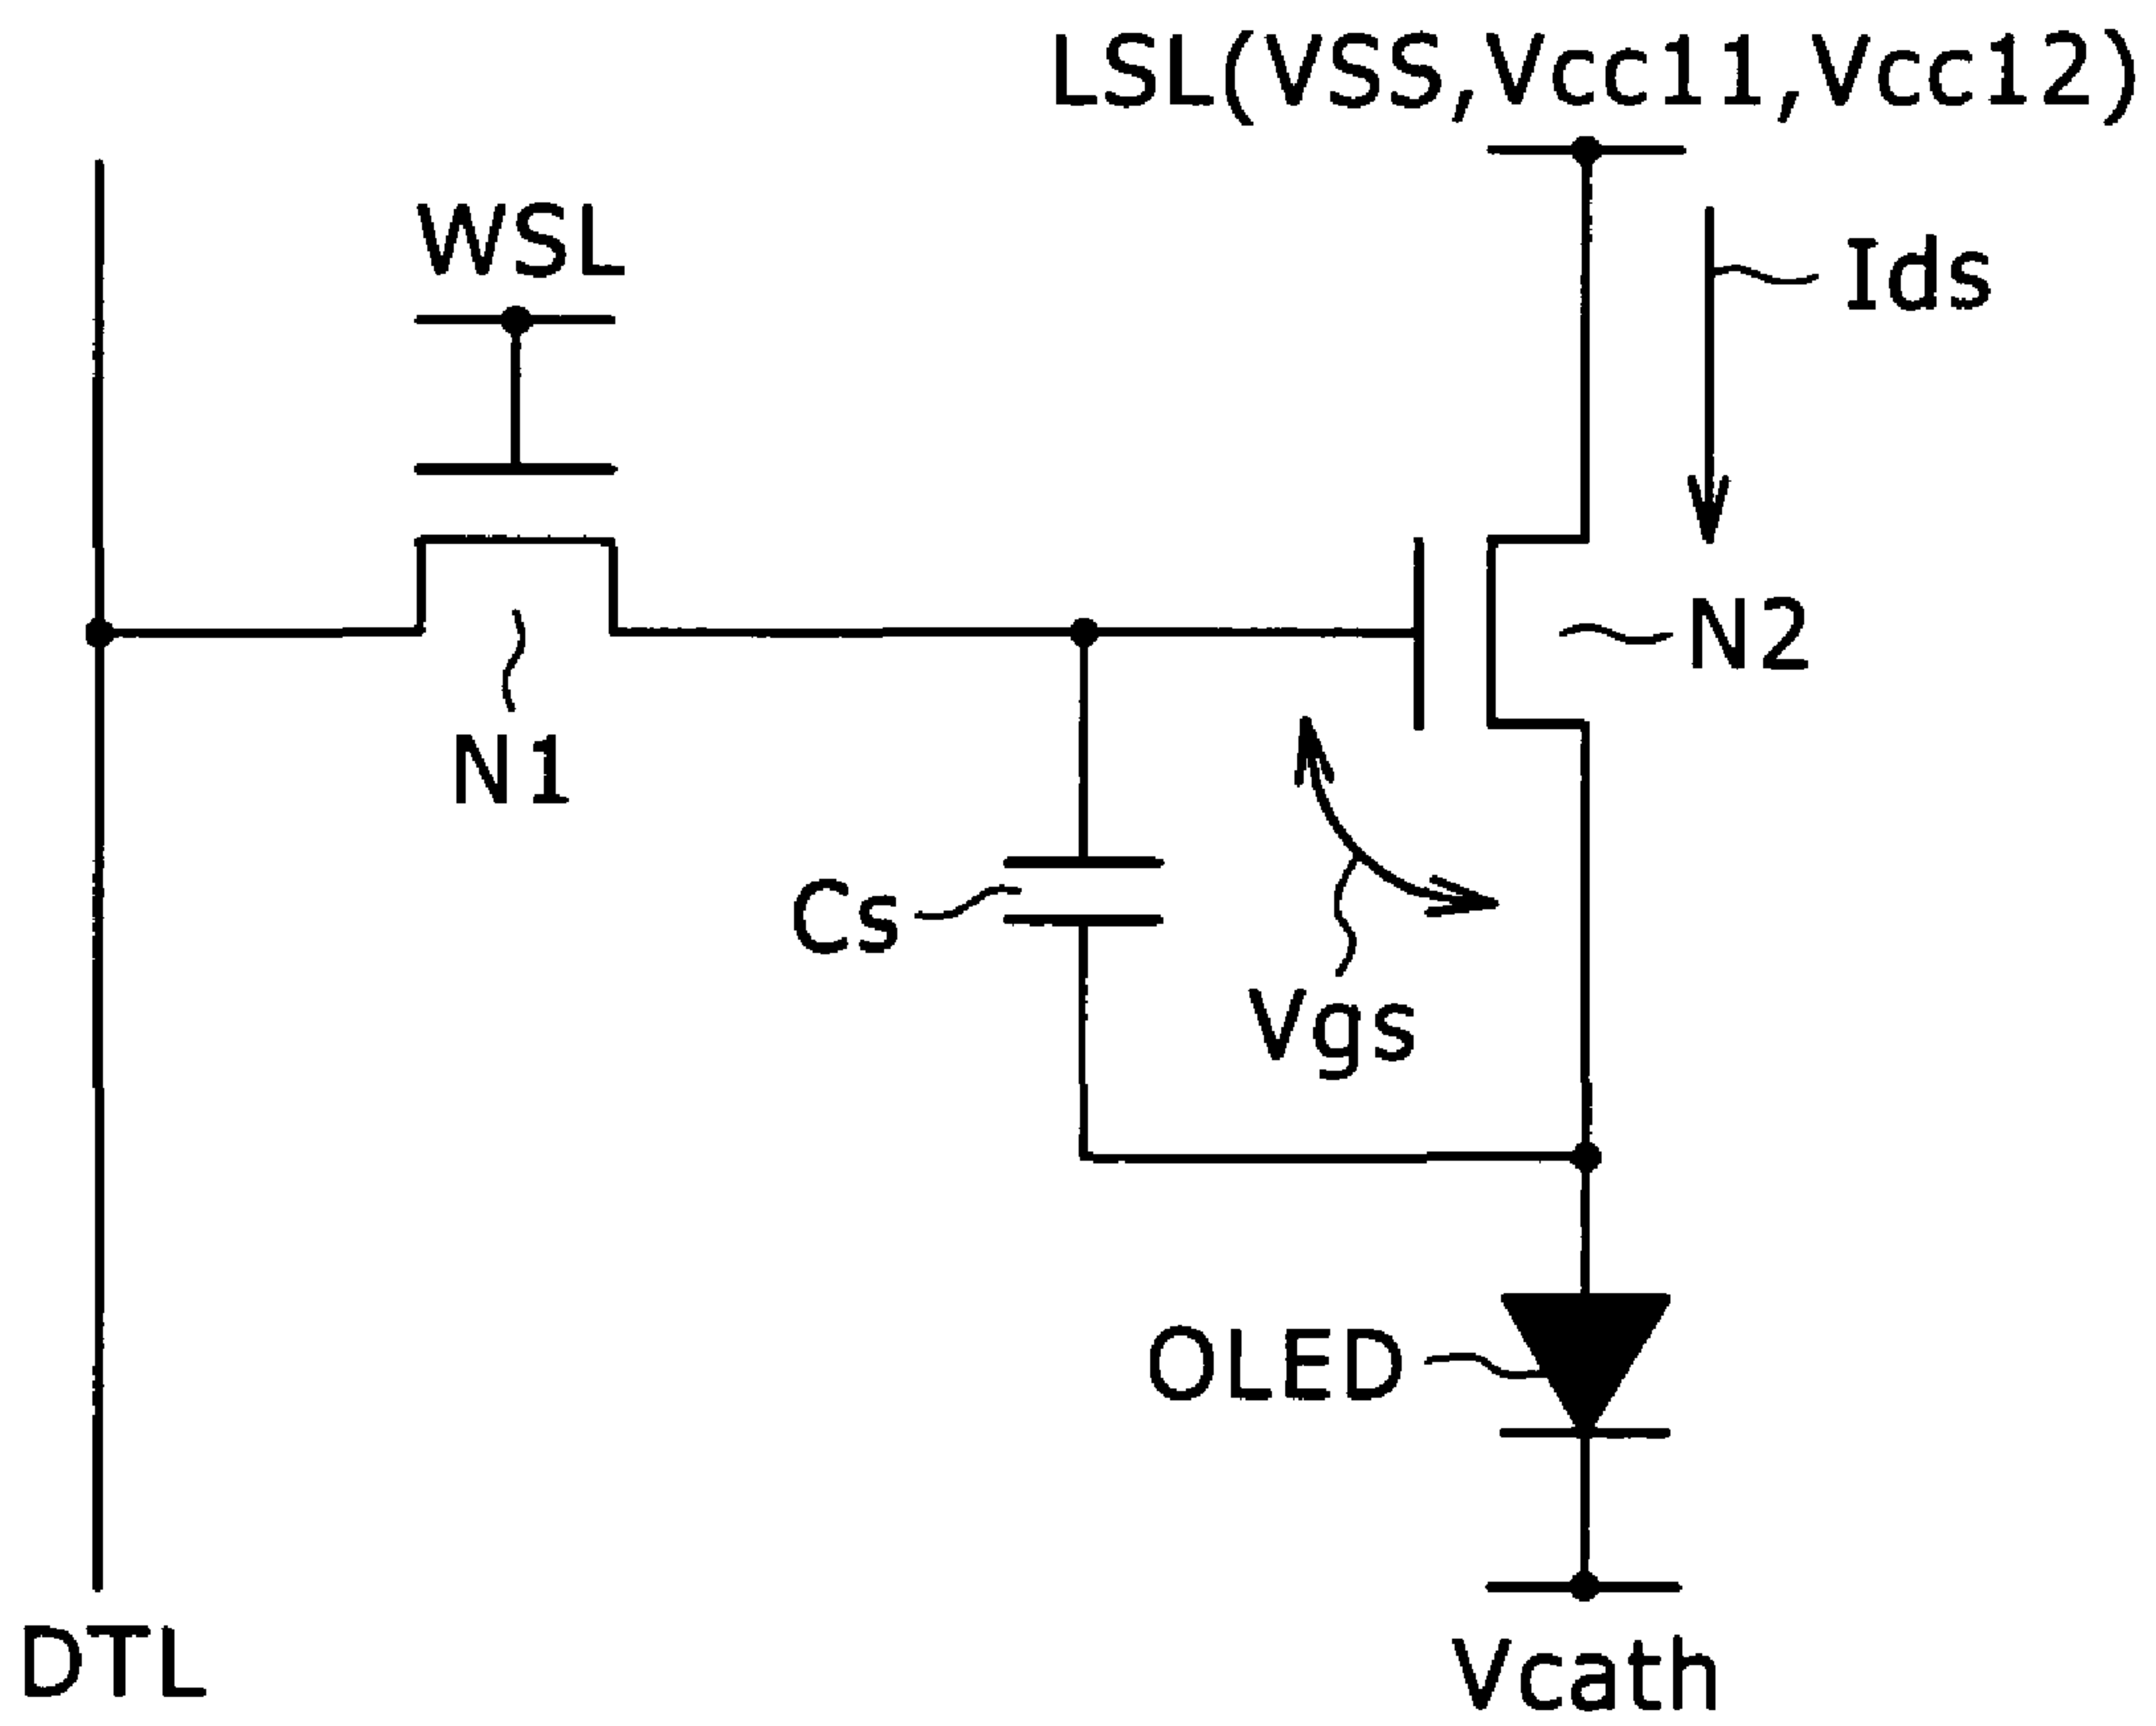 LSL(VSS,Vcc11,Vcc12)
WSL
Ids
N2
N1
Cs
Vgs
OLED
DTL
Vcath